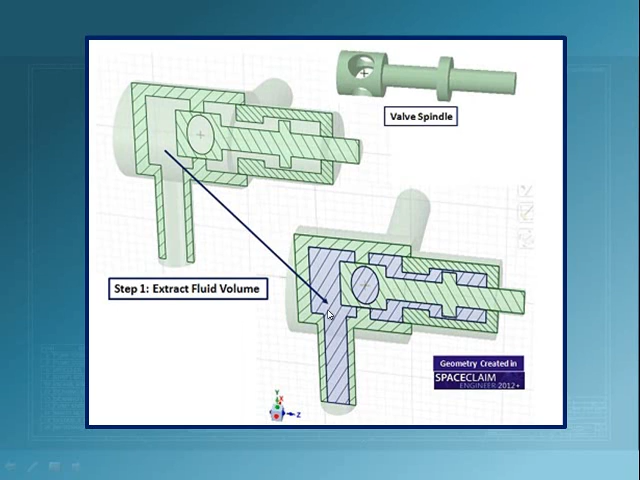 Valve Spindle
Step 1: Extract Fluid Volume
Geometry Created in
SPACECLAIM
ENGINEER 2012+
Y
X
Z